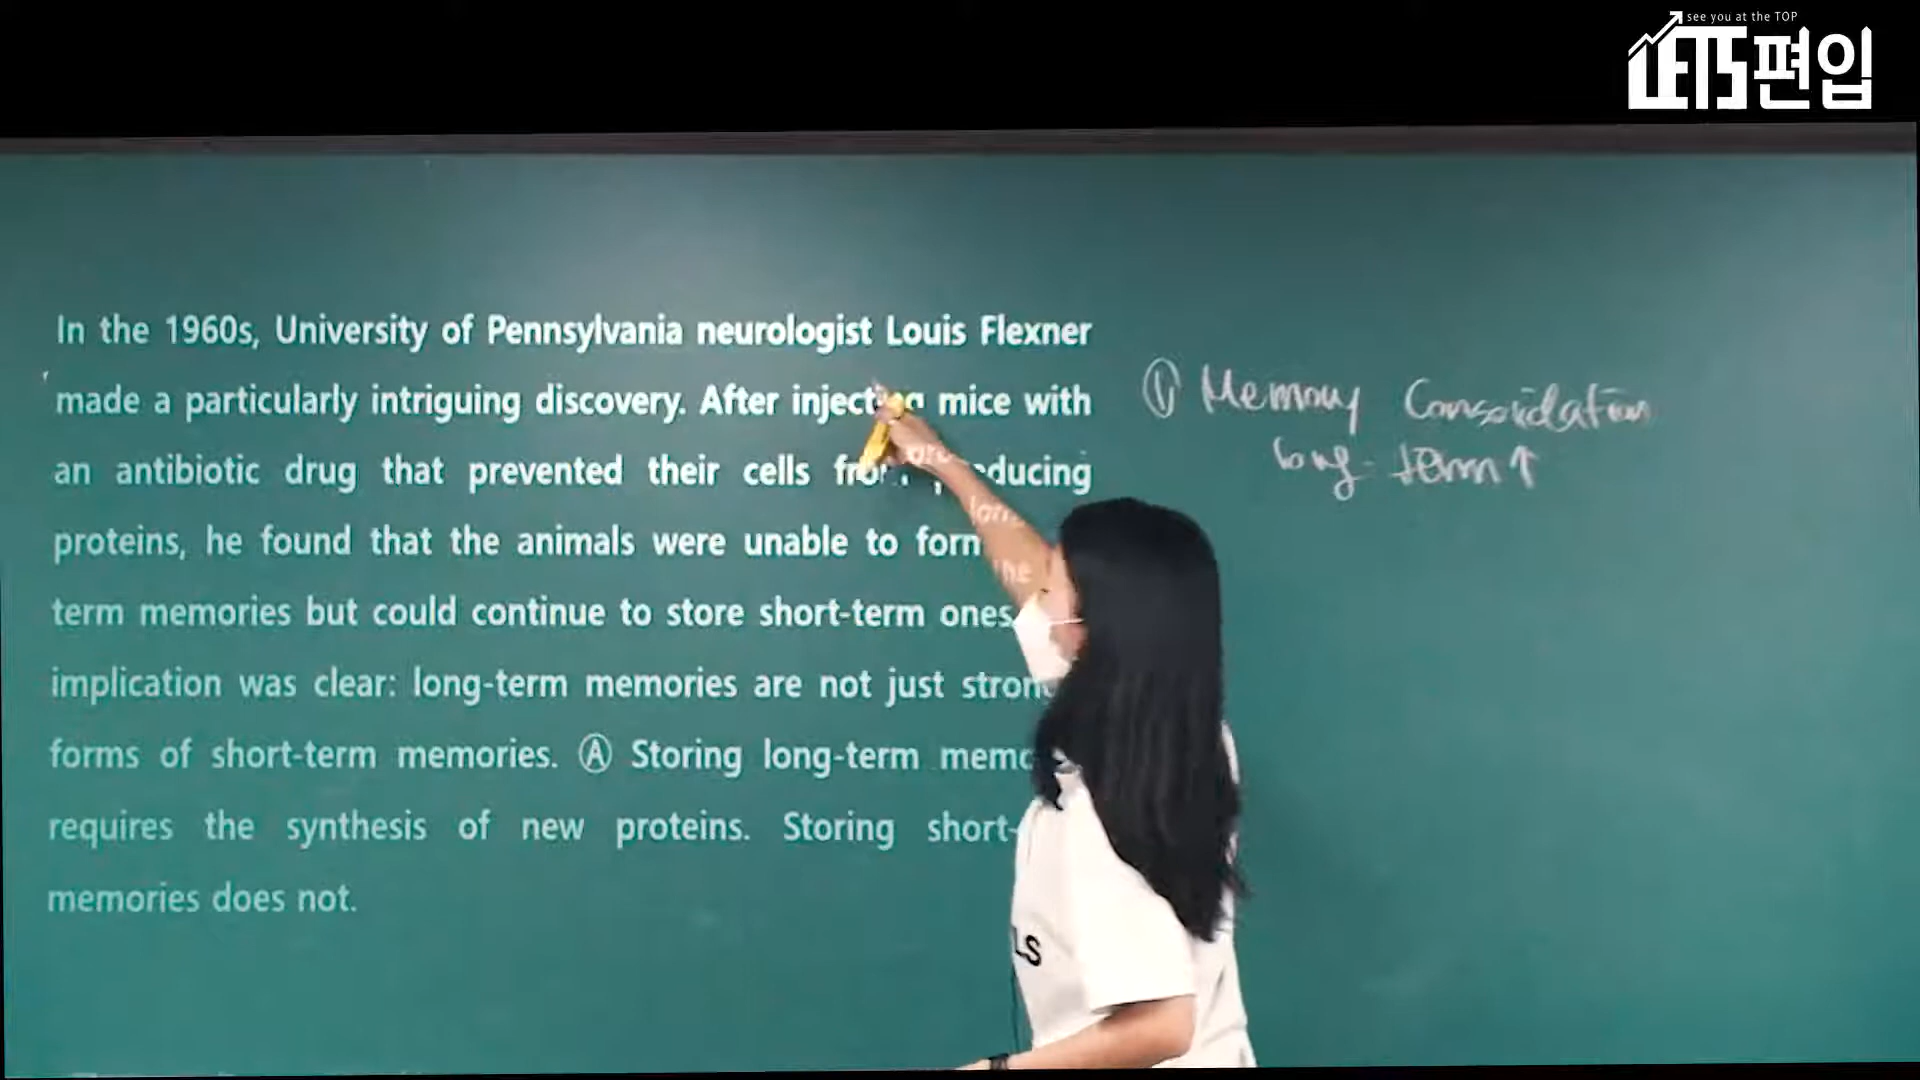 see you at the TOP
LETS편입
In the 1960s, University of Pennsylvania neurologist Louis Flexner
made a particularly intriguing discovery. After injecting mice with
an antibiotic drug that prevented their cells from producing
proteins, he found that the animals were unable to form
term memories but could continue to store short-term ones
implication was clear: long-term memories are not just
forms of short-term memories. Ⓐ Storing long-term
requires the synthesis of new proteins. Storing short-
memories does not.
① Memory Consolidation
long-term↑
LS